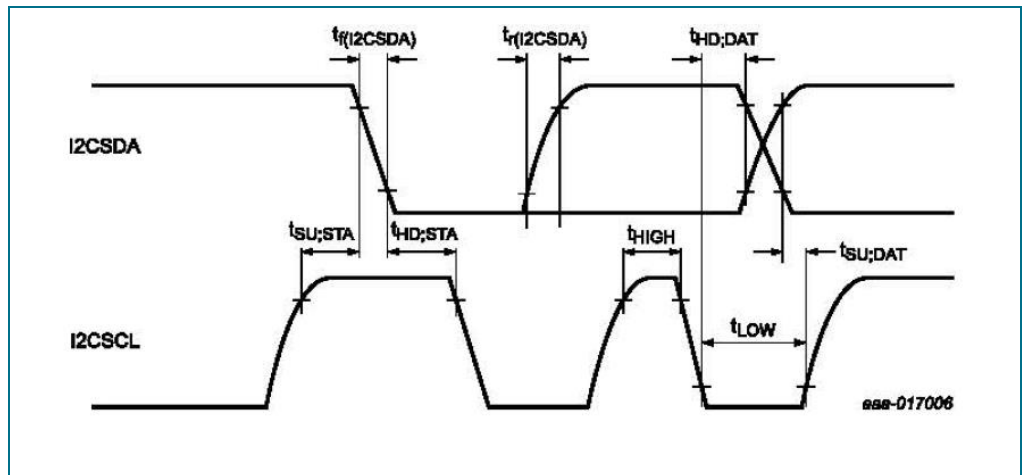 tf(I2CSDA)
tr(I2CSDA)
tHD;DAT
I2CSDA
tSU;STA
tHD;STA
tHIGH
tSU;DAT
I2CSCL
tLOW
aaa-017006